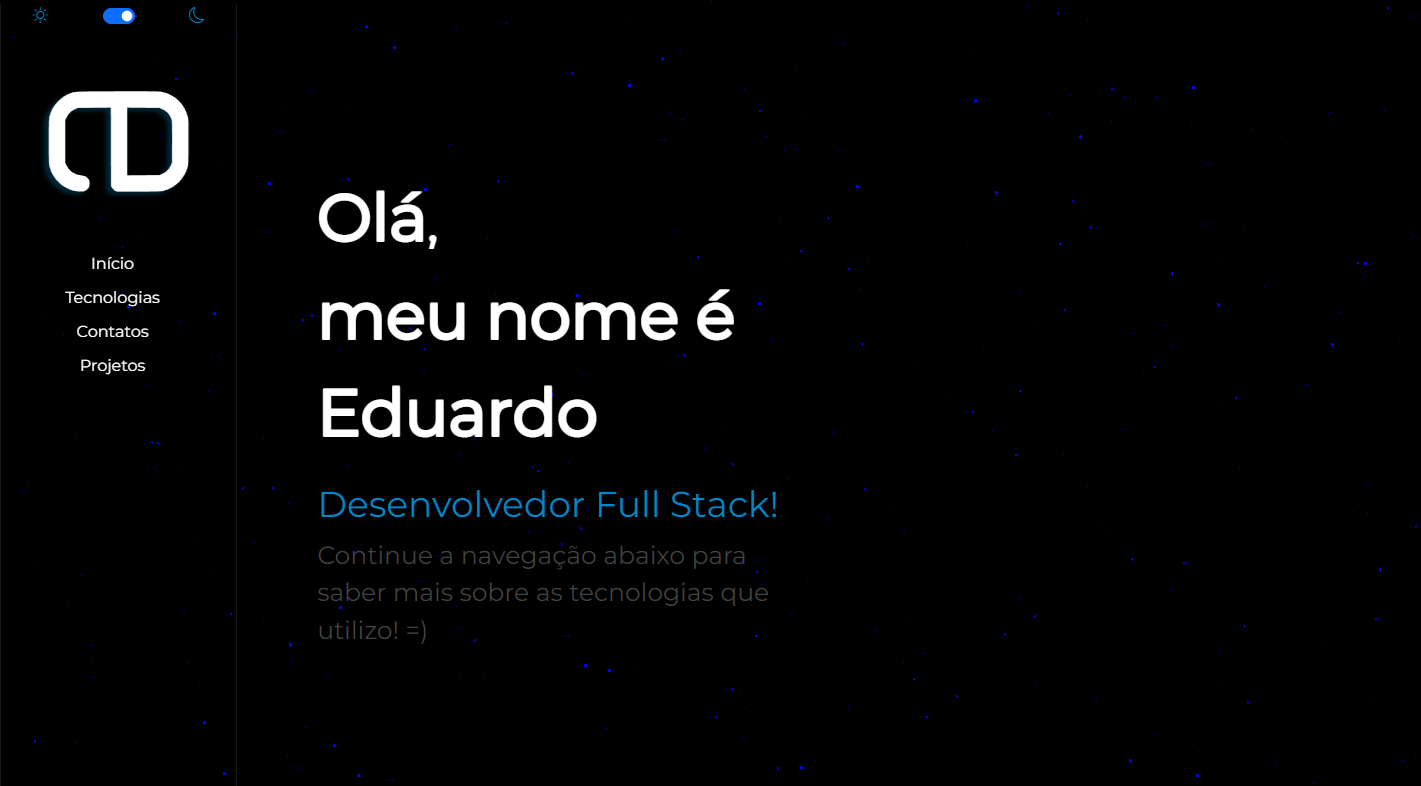 Início
Tecnologias
Contatos
Projetos
Olá,
meu nome é
Eduardo
Desenvolvedor Full Stack!
Continue a navegação abaixo para
saber mais sobre as tecnologias que
utilizo! =)